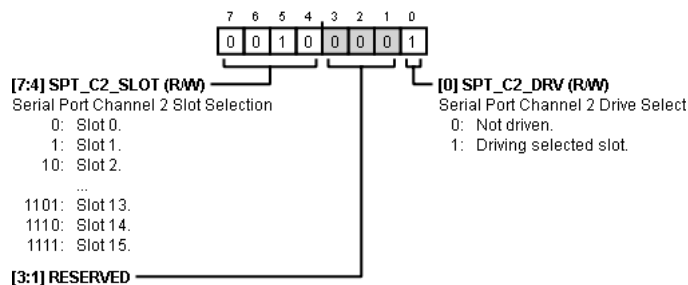 7 6 5 4 3 2 1 0
0 0 1 0 0 0 0 1
[7:4] SPT_C2_SLOT (R/W)
Serial Port Channel 2 Slot Selection
0: Slot 0.
1: Slot 1.
10: Slot 2.
...
1101: Slot 13.
1110: Slot 14.
1111: Slot 15.
[3:1] RESERVED
[0] SPT_C2_DRV (R/W)
Serial Port Channel 2 Drive Select
0: Not driven.
1: Driving selected slot.